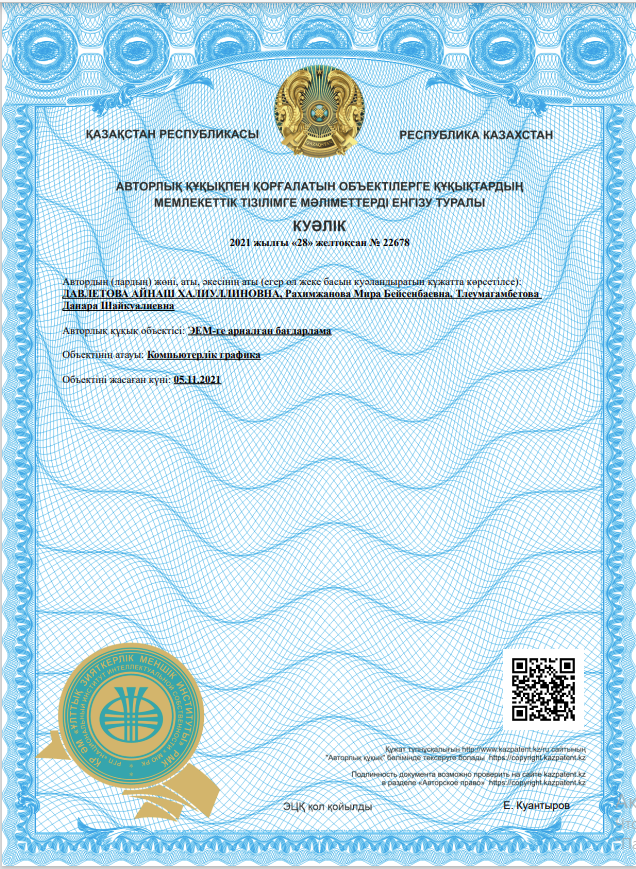 ҚАЗАҚСТАН РЕСПУБЛИКАСЫ
РЕСПУБЛИКА КАЗАХСТАН
АВТОРЛЫҚ ҚҰҚЫҚПЕН ҚОРҒАЛАТЫН ОБЪЕКТІЛЕРГЕ ҚҰҚЫҚТАРДЫҢ
МЕМЛЕКЕТТІК ТІЗІЛІМГЕ МӘЛІМЕТТЕРДІ ЕНГІЗУ ТУРАЛЫ
КУӘЛІК
2021 жылғы «28» желтоқсан № 22678
Автордың (лардың) жөні, аты, әкесінің аты (егер ол жеке басын куәландыратын құжатта көрсетілсе):
ДАВЛЕТОВА АЙНАШ ХАЛИУЛЛИНОВНА, Рахимжанова Мира Бейсенбаевна, Тлеумагамбетова
Данара Шайкуалиевна
Авторлық құқық объектісі: ЭЕМ-ге арналған бағдарлама
Объектінің атауы: Компьютерлік графика
Объектіні жасаған күні: 05.11.2021
Құжат түпнұсқалығын http://www.kazpatent.kz/ru сайтының
"Авторлық құқық" бөлімінде тексеруге болады https://copyright.kazpatent.kz
Подлинность документа возможно проверить на сайте kazpatent.kz
в разделе «Авторское право» https://copyright.kazpatent.kz
ЭЦҚ қол қойылды
Е. Куантыров